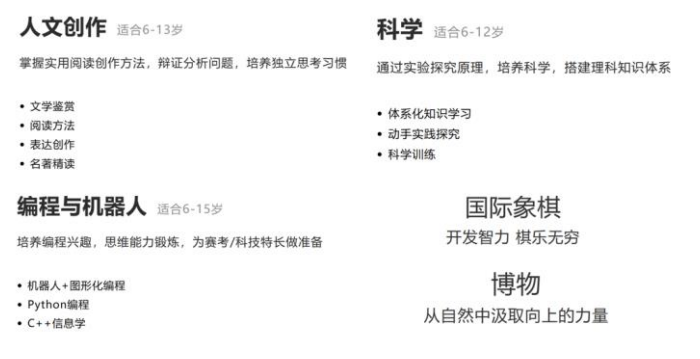 人文创作 适合6-13岁
掌握实用阅读创作方法，辩证分析问题，培养独立思考习惯
• 文学鉴赏
• 阅读方法
• 表达创作
• 名著精读
科学 适合6-12岁
通过实验探究原理，培养科学，搭建理科知识体系
• 体系化知识学习
• 动手实践探究
• 科学训练
编程与机器人 适合6-15岁
培养编程兴趣，思维能力锻炼，为赛考/科技特长做准备
• 机器人+图形化编程
• Python编程
• C++信息学
国际象棋
开发智力 棋乐无穷
博物
从自然中汲取向上的力量